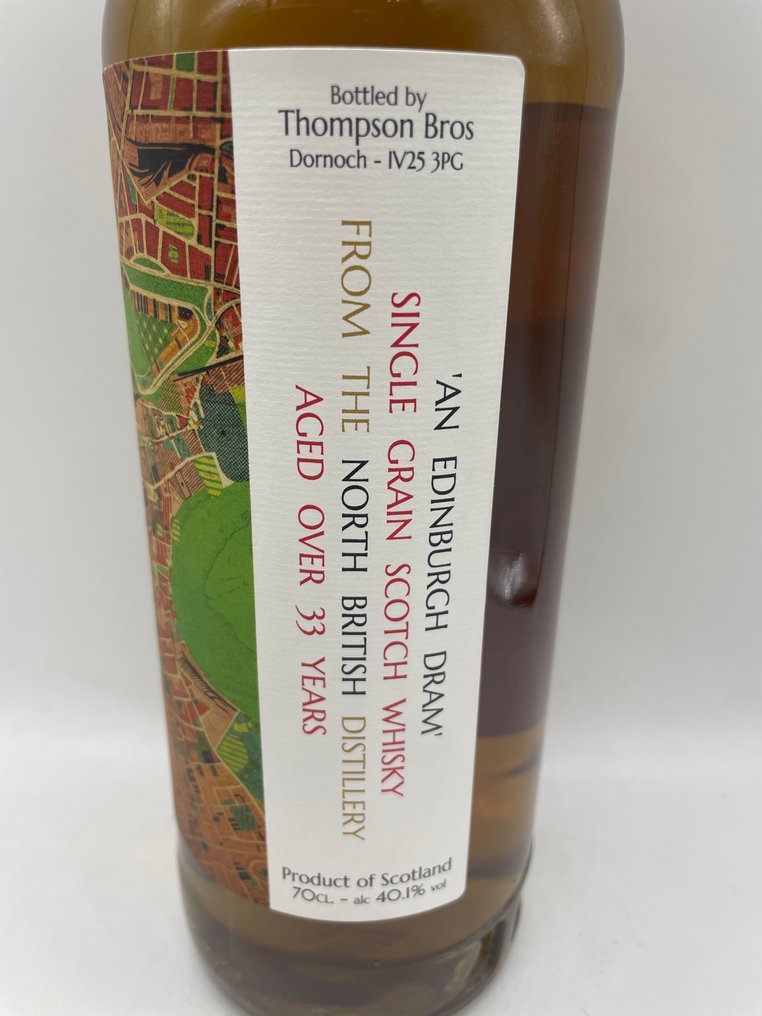 Bottled by
Thompson Bros
Dornoch - IV25 3PG
'AN EDINBURGH DRAM'
SINGLE GRAIN SCOTCH WHISKY
FROM THE NORTH BRITISH DISTILLERY
AGED OVER 33 YEARS
Product of Scotland
70CL. - alc 40.1% vol